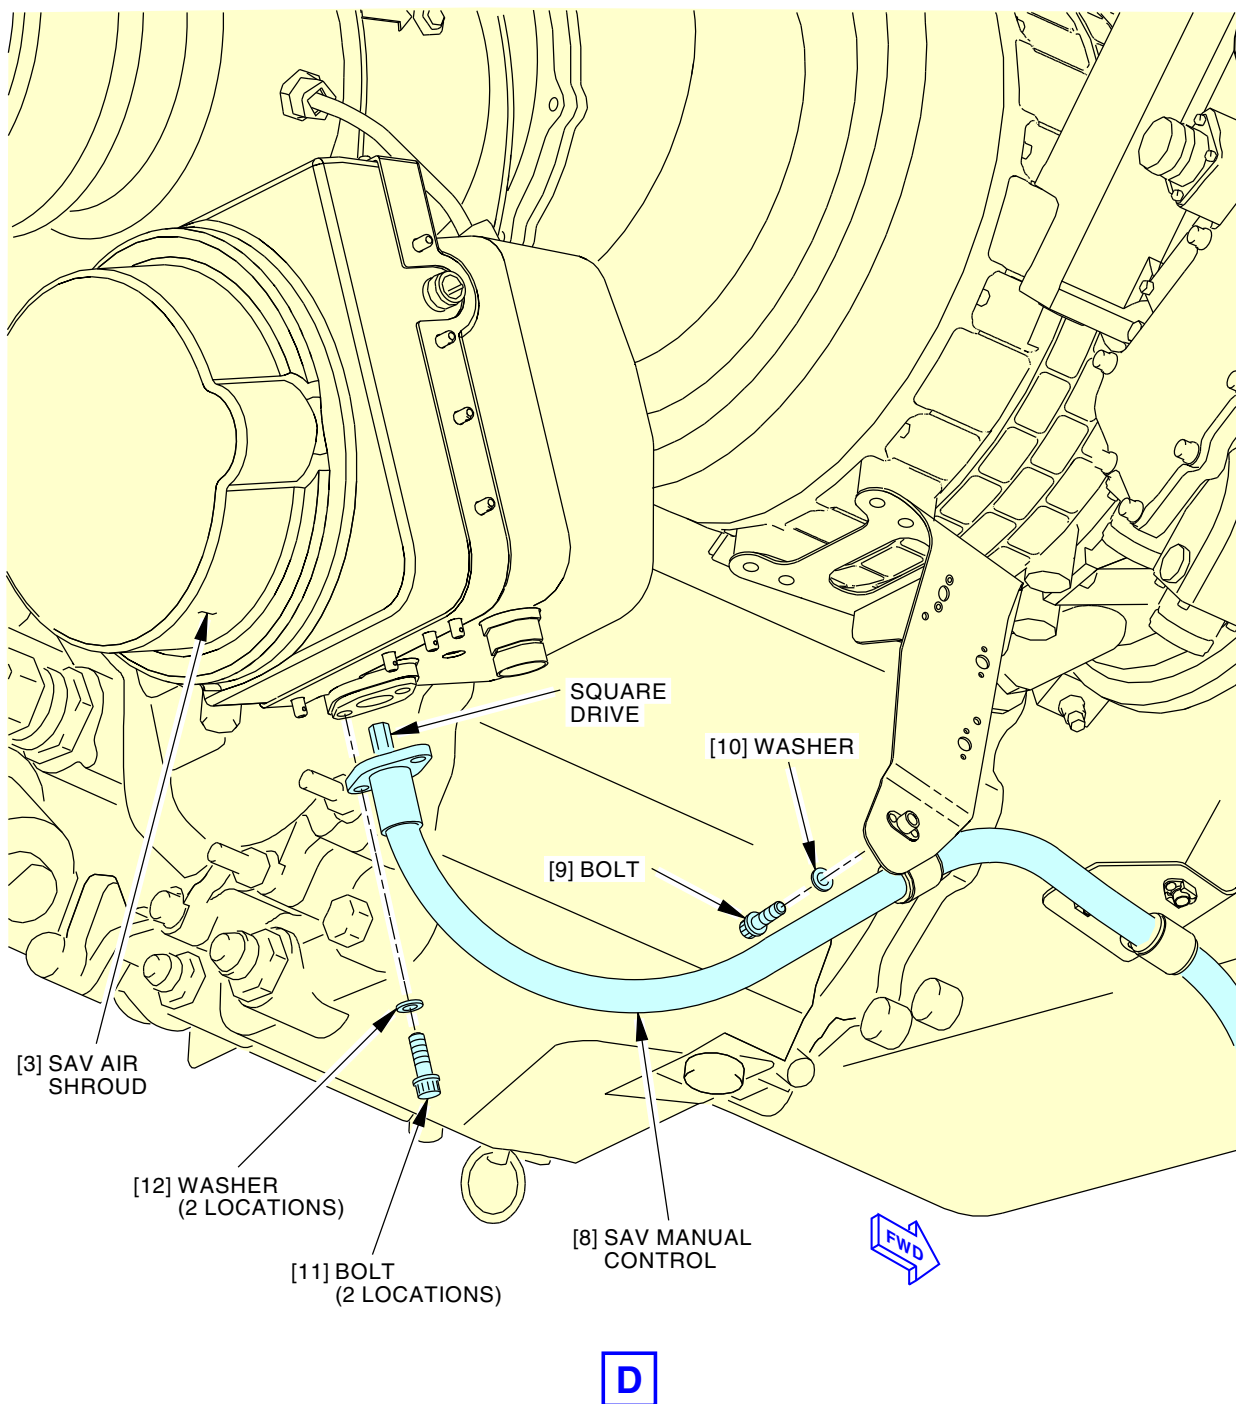 SQUARE
DRIVE
[10] WASHER
[9] BOLT
[3] SAV AIR
SHROUD
[12] WASHER
(2 LOCATIONS)
[11] BOLT
(2 LOCATIONS)
[8] SAV MANUAL
CONTROL
FWD
D